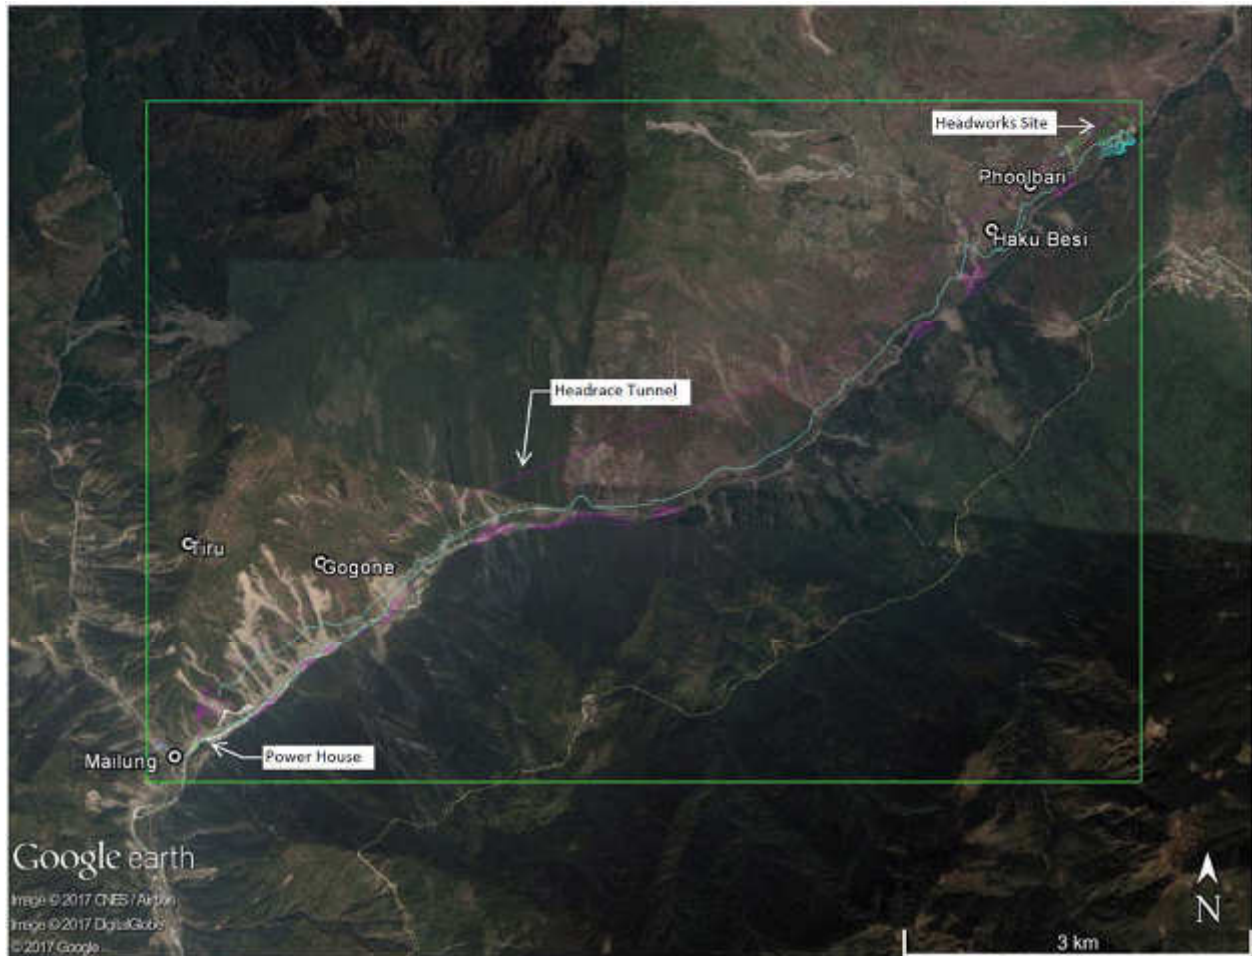 Headworks Site
Phoolbari
Haku Besi
Headrace Tunnel
Tiru
Gogone
Power House
Mailung
Google earth
Image © 2017 CNES / Airbus
Image © 2017 DigitalGlobe
© 2017 Google
N
3 km